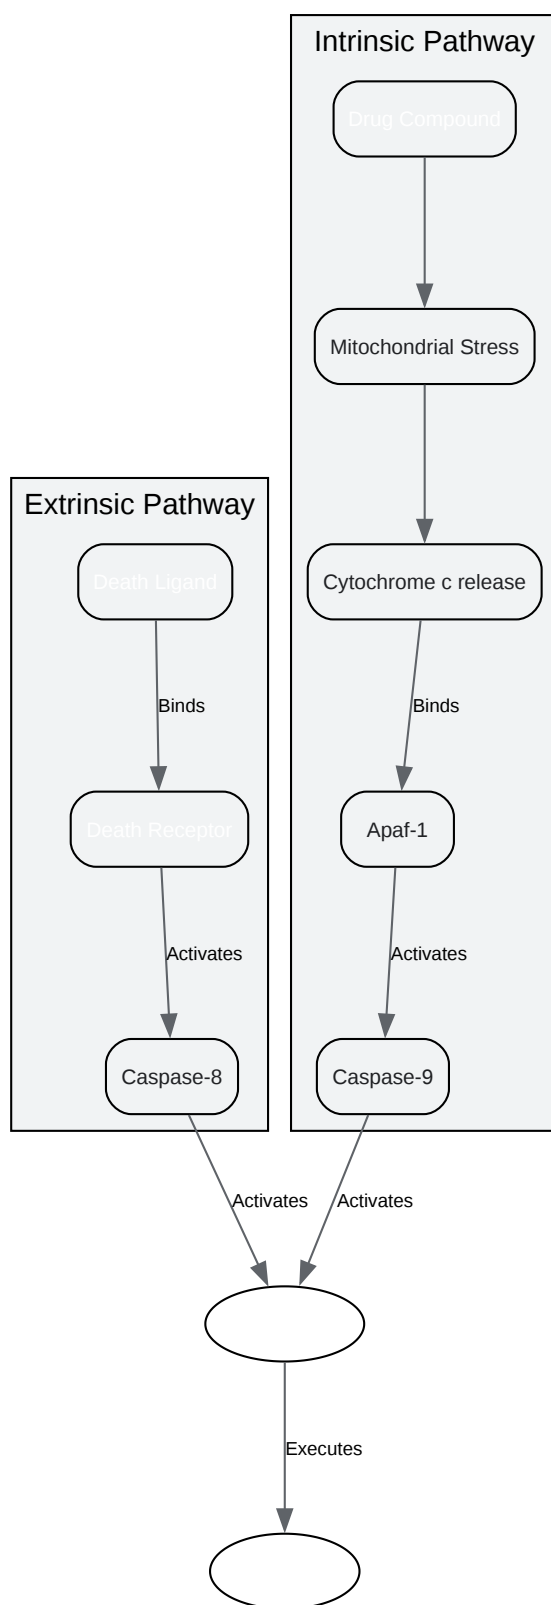 Intrinsic Pathway
Drug Compound
Mitochondrial Stress
Extrinsic Pathway
Death Ligand
Cytochrome c release
Binds
Binds
Death Receptor
Apaf-1
Activates
Activates
Caspase-8
Caspase-9
Activates
Activates
Executes